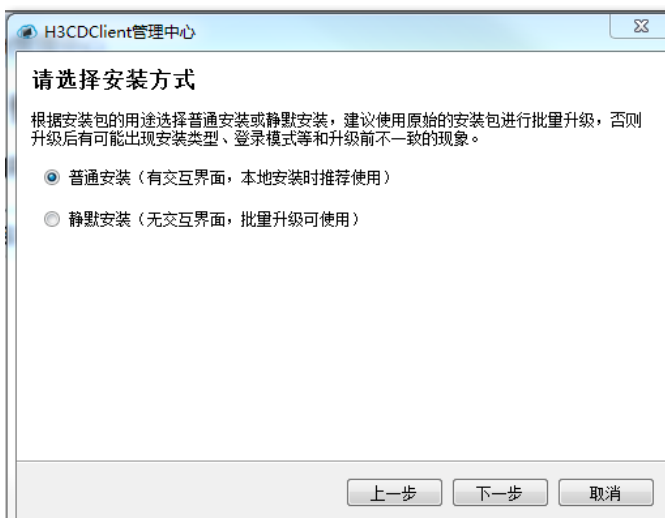 H3CDClient管理中心
请选择安装方式
根据安装包的用途选择普通安装或静默安装，建议使用原始的安装包进行批量升级，否则
升级后有可能出现安装类型、登录模式等和升级前不一致的现象。
普通安装（有交互界面，本地安装时推荐使用）
静默安装（无交互界面，批量升级可使用）
上一步 下一步 取消